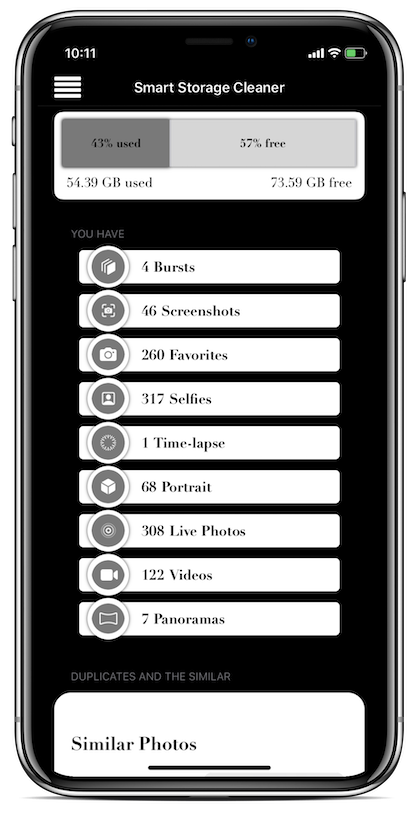 10:11
Smart Storage Cleaner
43% used 57% free
54.39 GB used 73.59 GB free
YOU HAVE
4 Bursts
46 Screenshots
260 Favorites
317 Selfies
1 Time-lapse
68 Portrait
308 Live Photos
122 Videos
7 Panoramas
DUPLICATES AND THE SIMILAR
Similar Photos